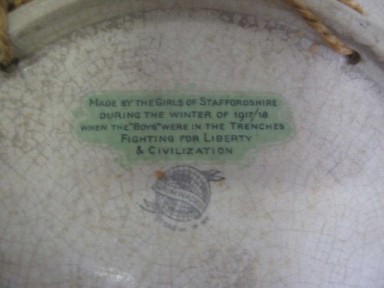 MADE BY THE GIRLS OF STAFFORDSHIRE
DURING THE WINTER OF 1917/18
WHEN THE "BOYS" WERE IN THE TRENCHES
FIGHTING FOR LIBERTY
& CIVILIZATION